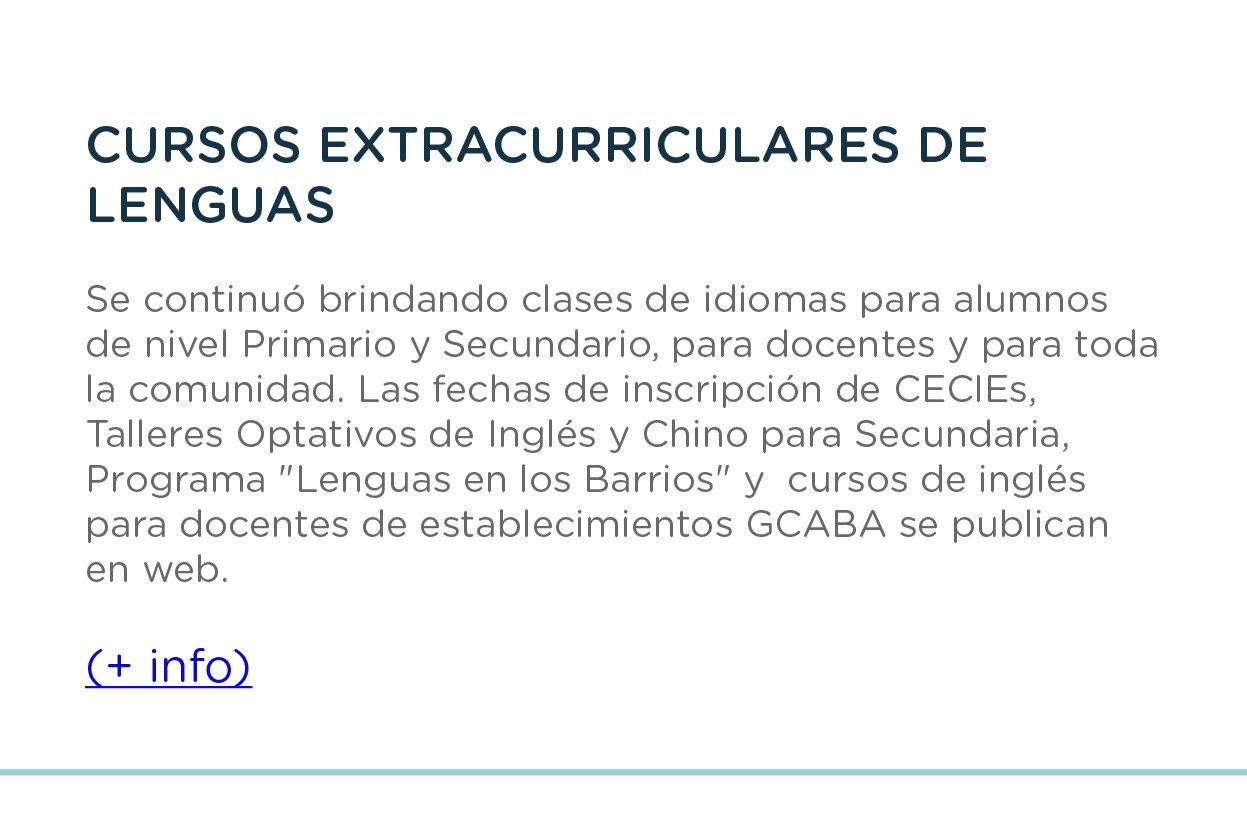 CURSOS EXTRACURRICULARES DE
LENGUAS
Se continuó brindando clases de idiomas para alumnos
de nivel Primario y Secundario, para docentes y para toda
la comunidad. Las fechas de inscripción de CECIEs,
Talleres Optativos de Inglés y Chino para Secundaria,
Programa "Lenguas en los Barrios" y  cursos de inglés
para docentes de establecimientos GCABA se publican
en web.
(+ info)